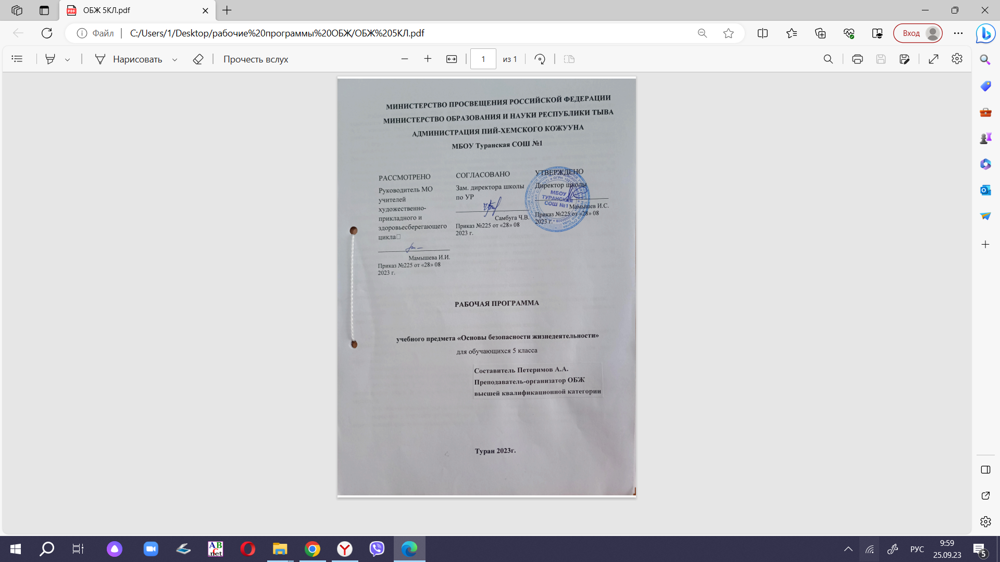 ОБЖ 5КЛ.pdf
Файл
C:/Users/1/Desktop/рабочие%20программы%20ОБЖ/ОБЖ%205КЛ.pdf
Вход
Нарисовать
Прочесть вслух
1
из 1
МИНИСТЕРСТВО ПРОСВЕЩЕНИЯ РОССИЙСКОЙ ФЕДЕРАЦИИ
МИНИСТЕРСТВО ОБРАЗОВАНИЯ И НАУКИ РЕСПУБЛИКИ ТЫВА
АДМИНИСТРАЦИЯ ПИЙ-ХЕМСКОГО КОЖУУНА
МБОУ Туранская СОШ №1
РАССМОТРЕНО
Руководитель МО
учителей
художественно-
прикладного и
здоровьесберегающего
цикла
Мамышева И.И.
Приказ №225 от «28» 08
2023 г.
СОГЛАСОВАНО
Зам. директора школы
по УР
Самбуга Ч.В.
Приказ №225 от «28» 08
2023 г.
УТВЕРЖДЕНО
Директор школы
Мамышев И.С.
Приказ №225 от «28» 08
2023 г.
МБОУ
ТУРАНСКАЯ
СОШ №1
РАБОЧАЯ ПРОГРАММА
учебного предмета «Основы безопасности жизнедеятельности»
для обучающихся 5 класса
Составитель Петеримов А.А.
Преподаватель-организатор ОБЖ
высшей квалификационной категории
Туран 2023г.
ABC
.net
РУС
9:59
25.09.23
5